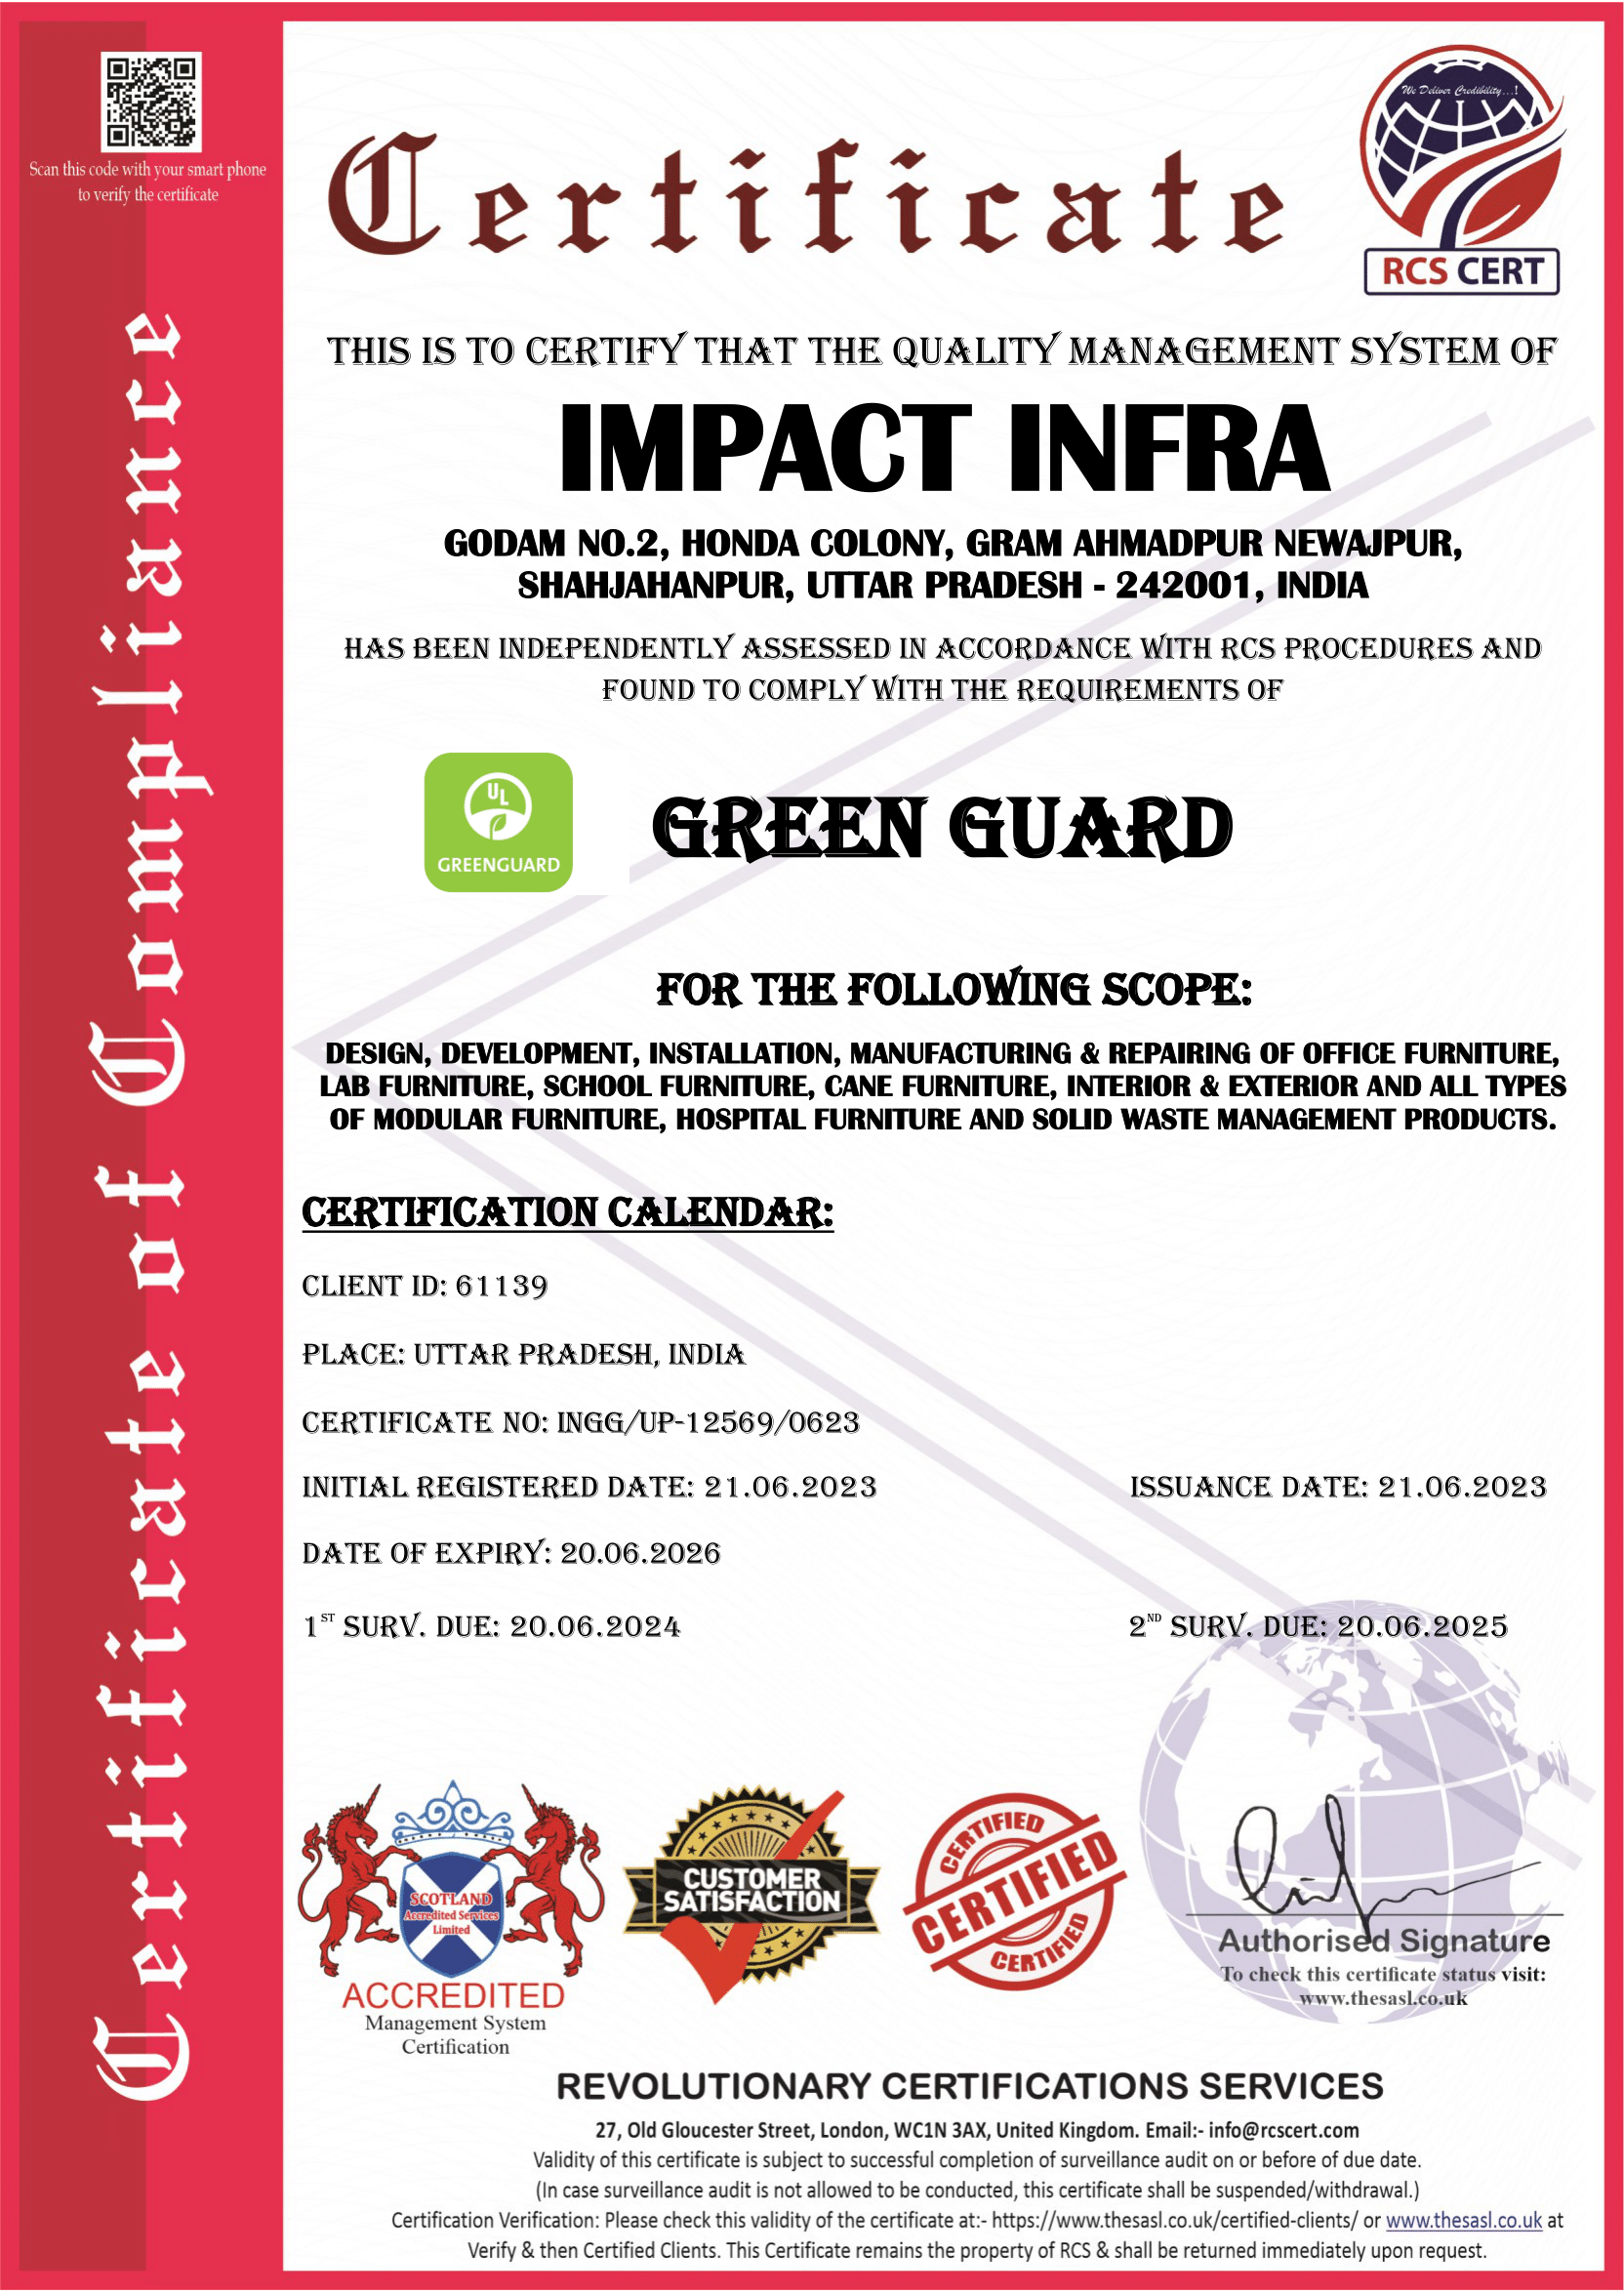 Scan this code with your smart phone
to verify the certificate
Certificate of Compliance
Certificate
We Deliver Credibility...!
RCS CERT
THIS IS TO CERTIFY THAT THE QUALITY MANAGEMENT SYSTEM OF
IMPACT INFRA
GODAM NO.2, HONDA COLONY, GRAM AHMADPUR NEWAJPUR,
SHAHJAHANPUR, UTTAR PRADESH - 242001, INDIA
HAS BEEN INDEPENDENTLY ASSESSED IN ACCORDANCE WITH RCS PROCEDURES AND
FOUND TO COMPLY WITH THE REQUIREMENTS OF
UL
GREENGUARD
GREEN GUARD
FOR THE FOLLOWING SCOPE:
DESIGN, DEVELOPMENT, INSTALLATION, MANUFACTURING & REPAIRING OF OFFICE FURNITURE,
LAB FURNITURE, SCHOOL FURNITURE, CANE FURNITURE, INTERIOR & EXTERIOR AND ALL TYPES
OF MODULAR FURNITURE, HOSPITAL FURNITURE AND SOLID WASTE MANAGEMENT PRODUCTS.
CERTIFICATION CALENDAR:
CLIENT ID: 61139
PLACE: UTTAR PRADESH, INDIA
CERTIFICATE NO: INGG/UP-12569/0623
INITIAL REGISTERED DATE: 21.06.2023 ISSUANCE DATE: 21.06.2023
DATE OF EXPIRY: 20.06.2026
1ST SURV. DUE: 20.06.2024 2ND SURV. DUE: 20.06.2025
SCOTLAND
Accredited Services
Limited
ACCREDITED
Management System
Certification
CUSTOMER
SATISFACTION
CERTIFIED
CERTIFIED
CERTIFIED
Authorised Signature
To check this certificate status visit:
www.thesasl.co.uk
REVOLUTIONARY CERTIFICATIONS SERVICES
27, Old Gloucester Street, London, WC1N 3AX, United Kingdom. Email:- info@rcscert.com
Validity of this certificate is subject to successful completion of surveillance audit on or before of due date.
(In case surveillance audit is not allowed to be conducted, this certificate shall be suspended/withdrawal.)
Certification Verification: Please check this validity of the certificate at:- https://www.thesasl.co.uk/certified-clients/ or www.thesasl.co.uk at
Verify & then Certified Clients. This Certificate remains the property of RCS & shall be returned immediately upon request.